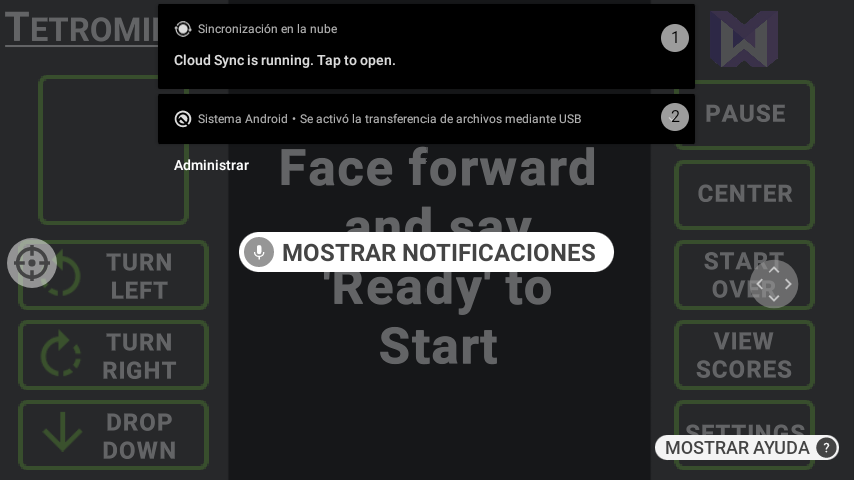 TETROMI
Sincronización en la nube
1
Cloud Sync is running. Tap to open.
Sistema Android • Se activó la transferencia de archivos mediante USB
2
Administrar
PAUSE
Face forward
and say
'Ready' to
Start
CENTER
MOSTRAR NOTIFICACIONES
TURN
LEFT
START
OVER
TURN
RIGHT
VIEW
SCORES
DROP
DOWN
SETTINGS
MOSTRAR AYUDA ?